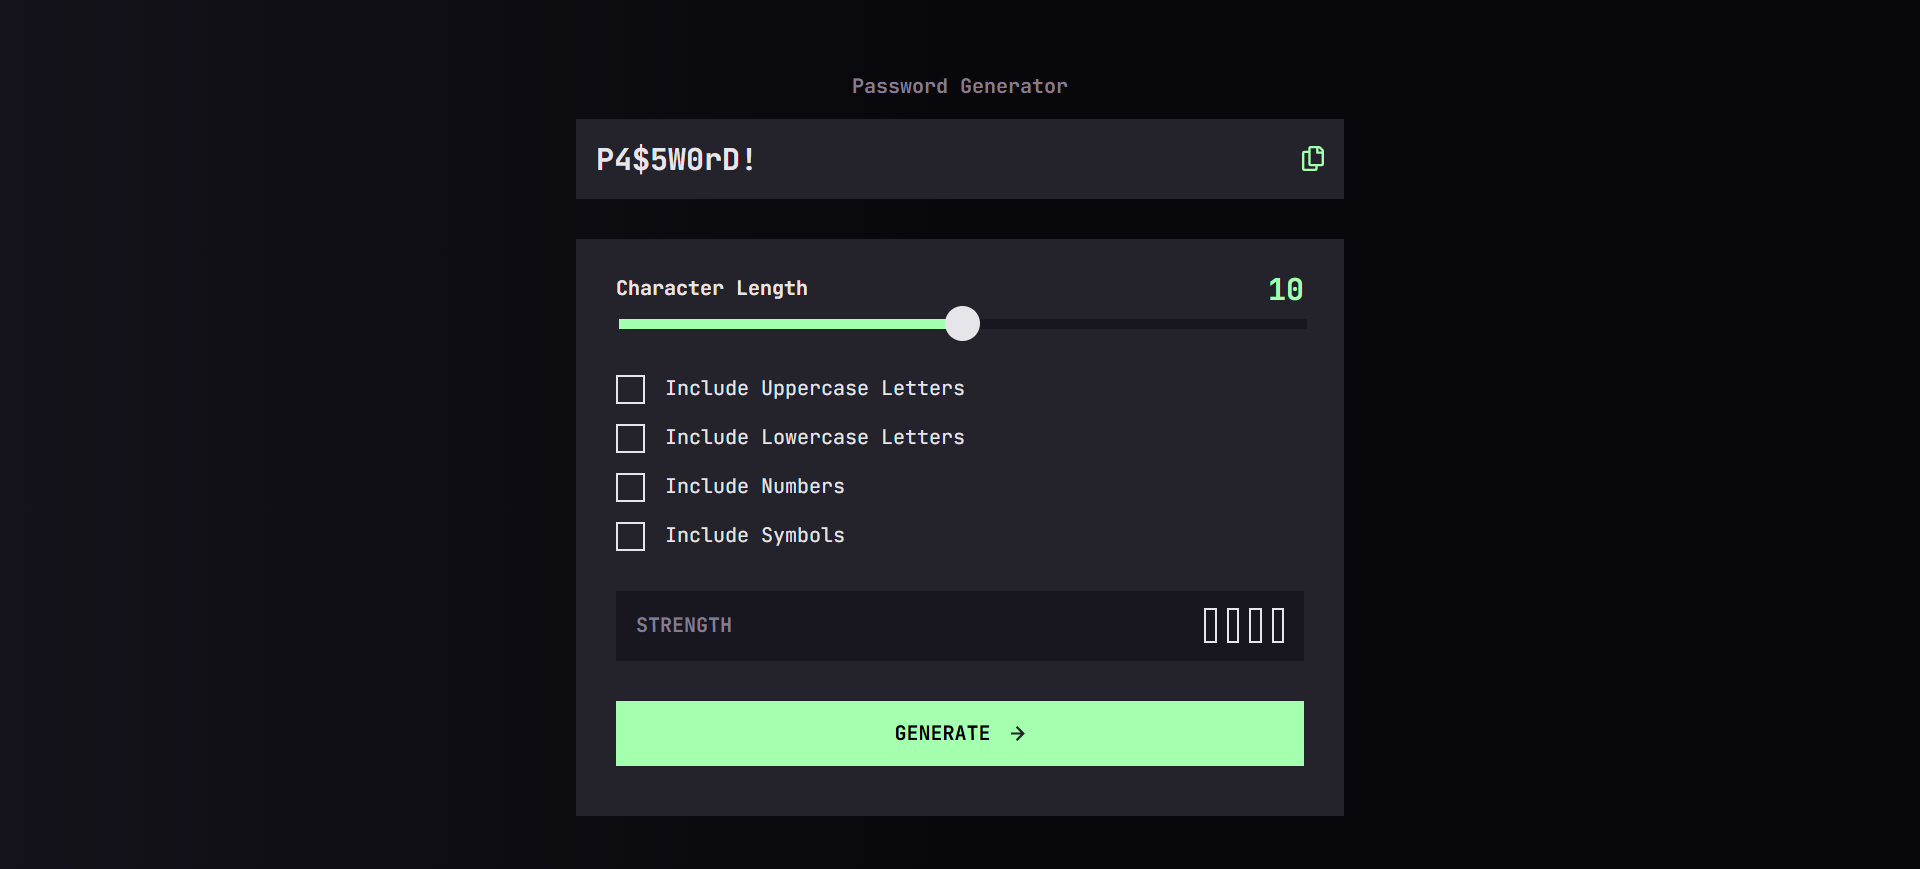 Password Generator
P4$5W0rD!
Character Length 10
Include Uppercase Letters
Include Lowercase Letters
Include Numbers
Include Symbols
STRENGTH
GENERATE →